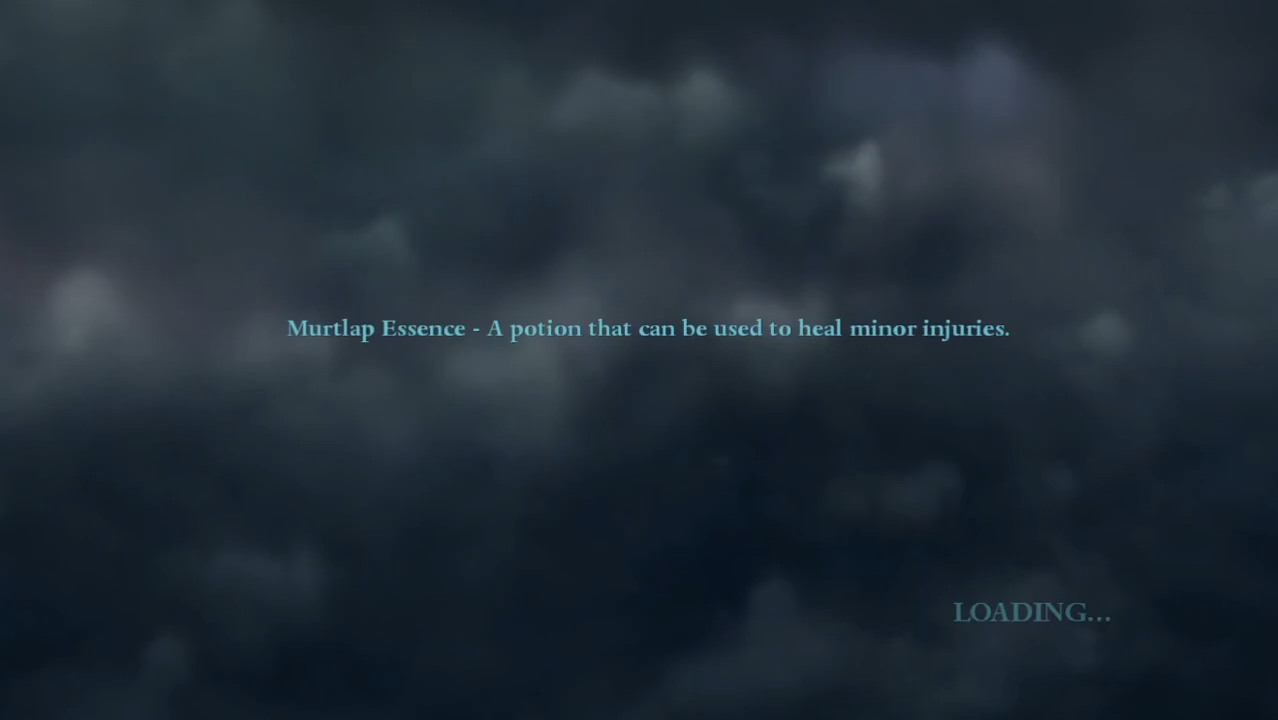 Murtlap Essence - A potion that can be used to heal minor injuries.
LOADING...